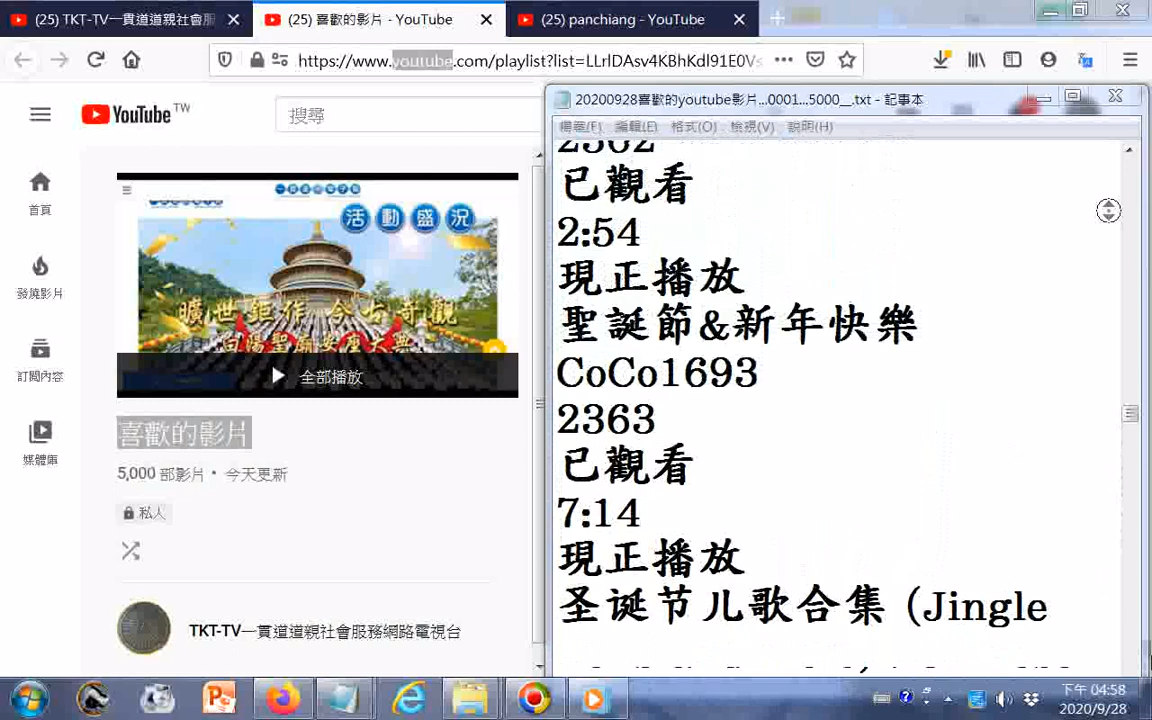 (25) TKT-TV一貫道道親社會服
(25) 喜歡的影片 - YouTube
(25) panchiang - YouTube
https://www.youtube.com/playlist?list=LLrlDAsv4KBhKdl91E0Vs
YouTube TW
搜尋
首頁
發燒影片
訂閱內容
媒體庫
活動盛況
曠世鉅作 今古奇觀
全部播放
喜歡的影片
5,000 部影片 • 今天更新
私人
TKT-TV一貫道道親社會服務網路電視台
20200928喜歡的youtube影片...0001...5000__.txt - 記事本
檔案(F) 編輯(E) 格式(O) 檢視(V) 說明(H)
2362
已觀看
2:54
現正播放
聖誕節&新年快樂
CoCo1693
2363
已觀看
7:14
現正播放
圣诞节儿歌合集 (Jingle
下午 04:58
2020/9/28